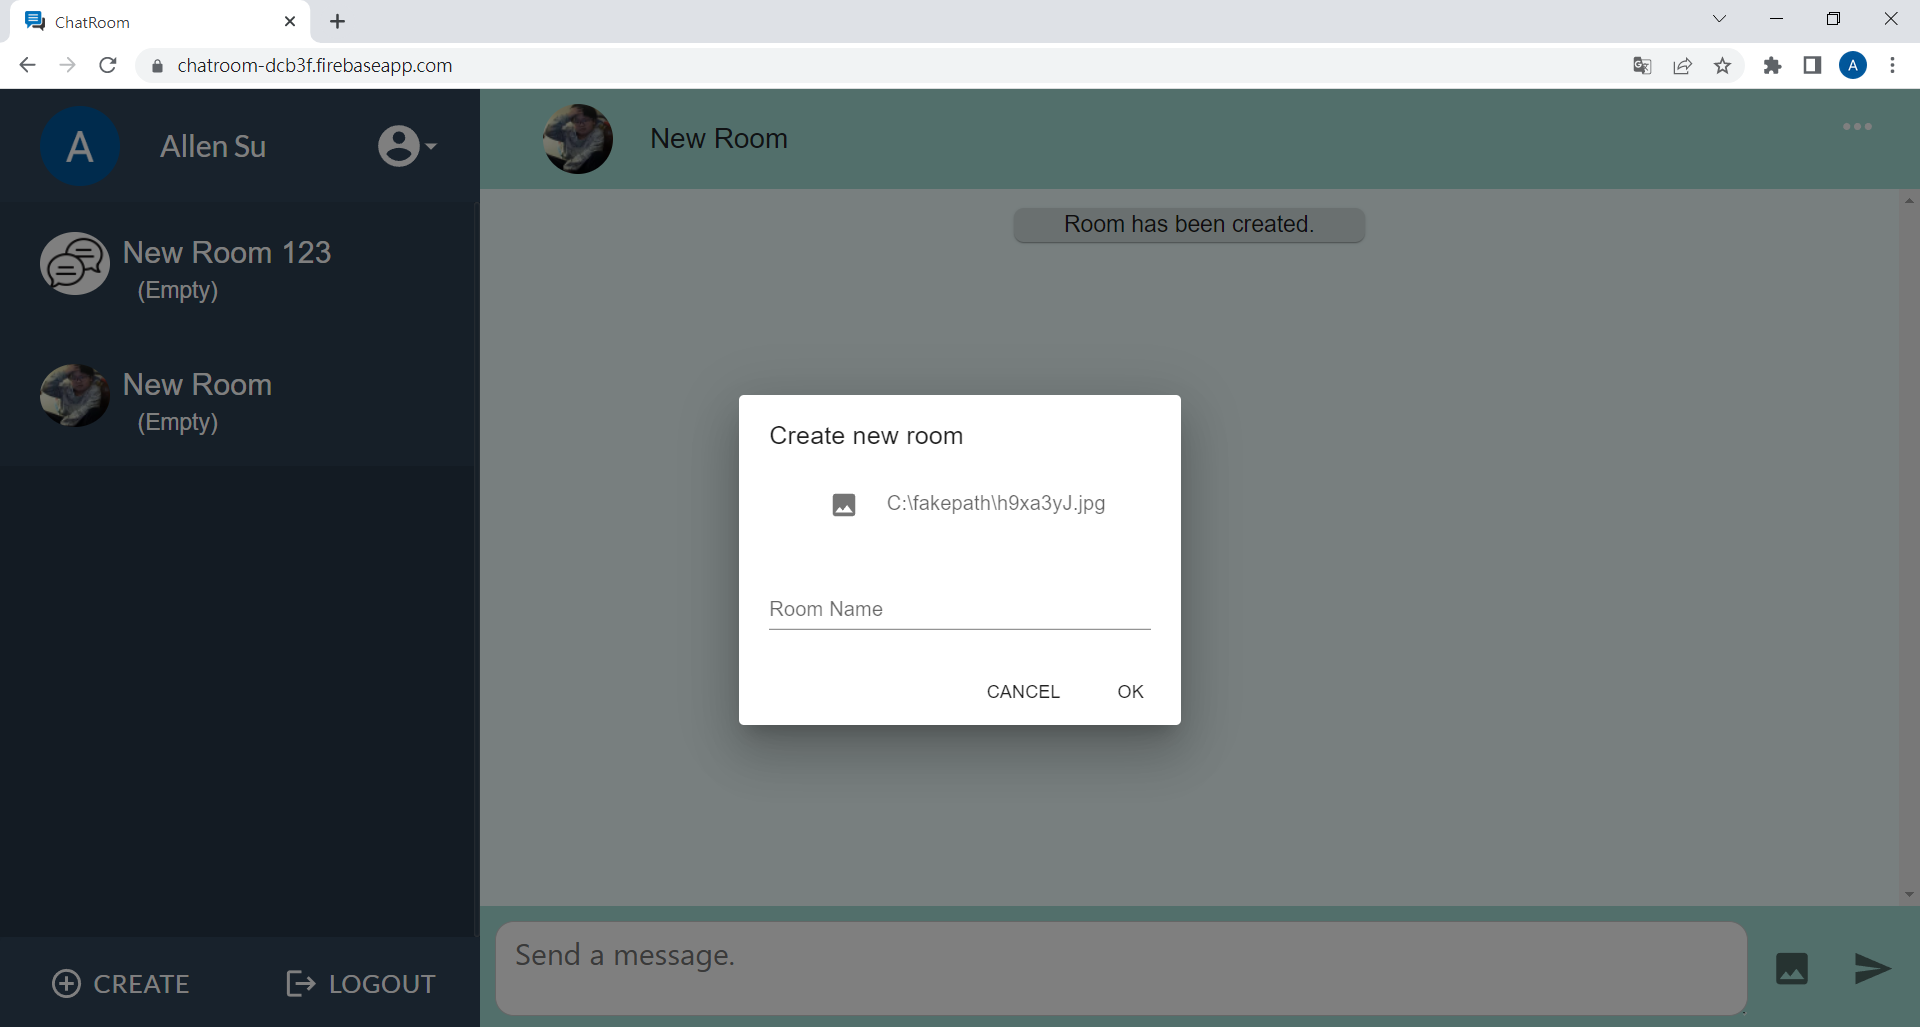 ChatRoom
chatroom-dcb3f.firebaseapp.com
A
A
Allen Su
New Room
New Room 123
(Empty)
New Room
(Empty)
Room has been created.
Create new room
C:\fakepath\h9xa3yJ.jpg
Room Name
CANCEL
OK
Send a message.
CREATE
LOGOUT